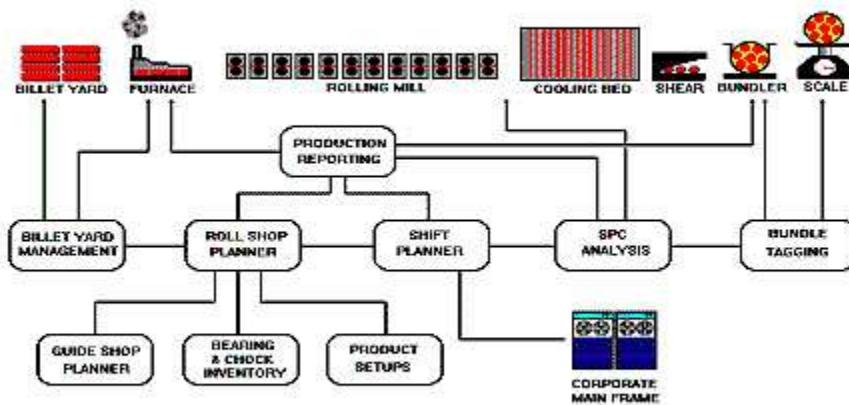 BILLET YARD
FURNACE
ROLLING MILL
COOLING BED
SHEAR
BUNDLER
SCALE
PRODUCTION
REPORTING
BILLET YARD
MANAGEMENT
ROLL SHOP
PLANNER
SHIFT
PLANNER
SPC
ANALYSIS
BUNDLE
TAGGING
GUIDE SHOP
PLANNER
BEARING
& CHOCK
INVENTORY
PRODUCT
SETUPS
CORPORATE
MAIN FRAME